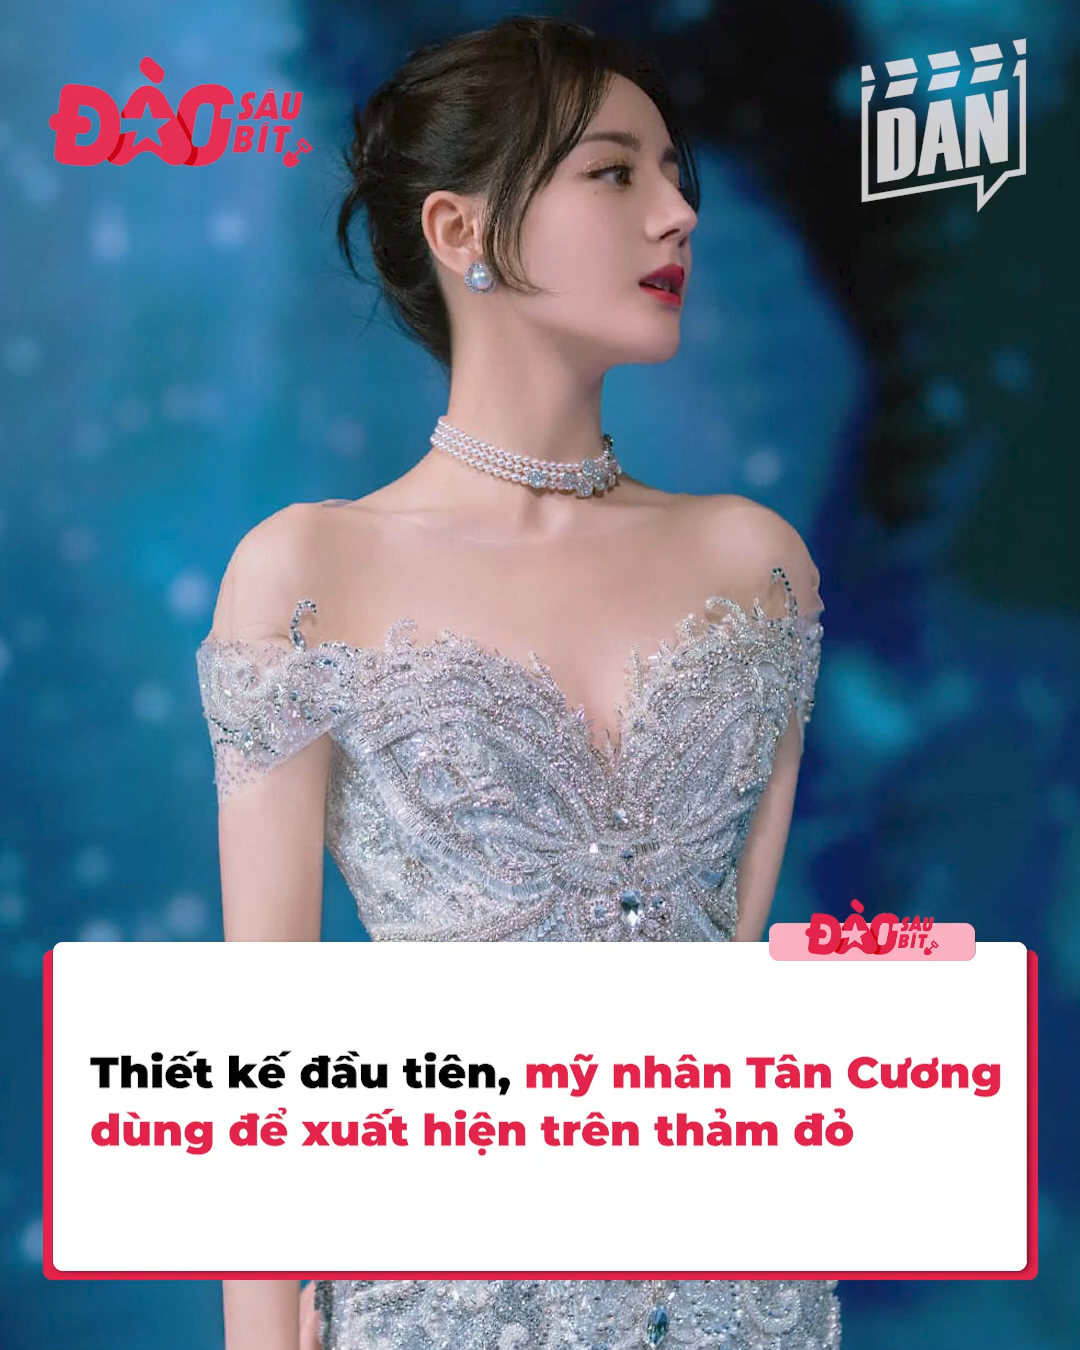 ĐÀO SÂU
BÍT
DAN
ĐÀO SÂU
BÍT
Thiết kế đầu tiên, mỹ nhân Tân Cương
dùng để xuất hiện trên thảm đỏ